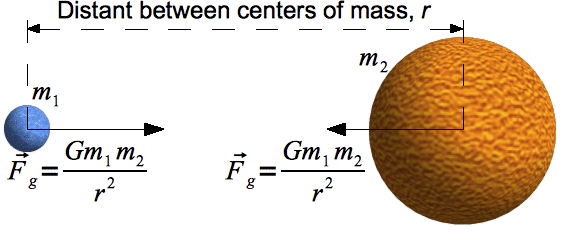 Distant between centers of mass, r
m₁
m₂
F⃗g = Gm₁m₂ / r²
F⃗g = Gm₁m₂ / r²